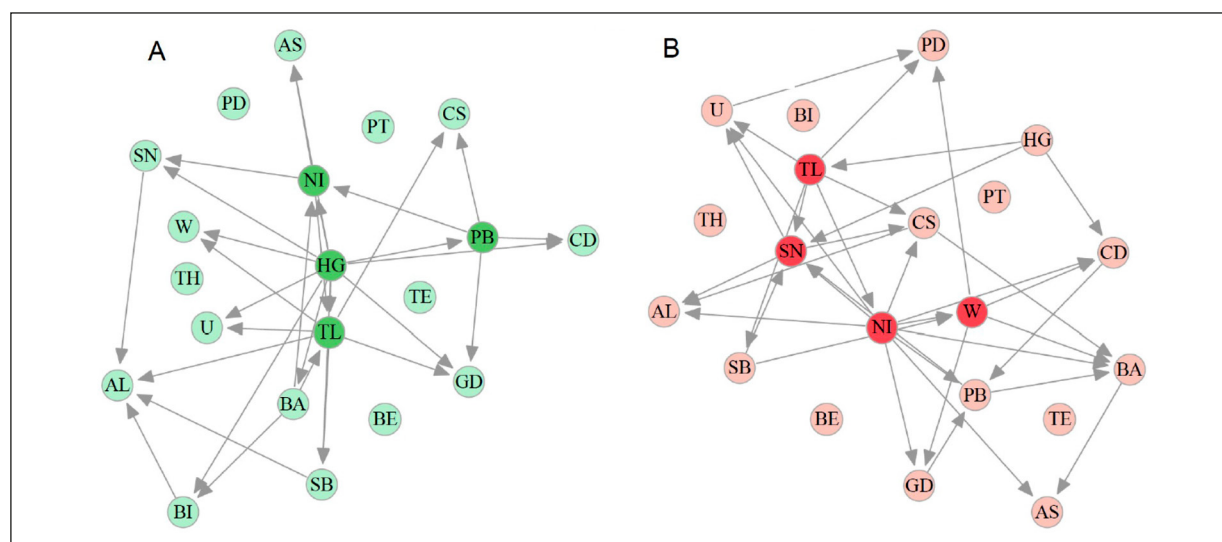 A
AS
PD
PT
CS
SN
NI
W
PB
CD
HG
TH
TE
U
TL
AL
GD
BA
BE
SB
BI
B
PD
U
BI
HG
TL
PT
TH
CS
SN
CD
AL
W
NI
SB
BA
PB
BE
TE
GD
AS